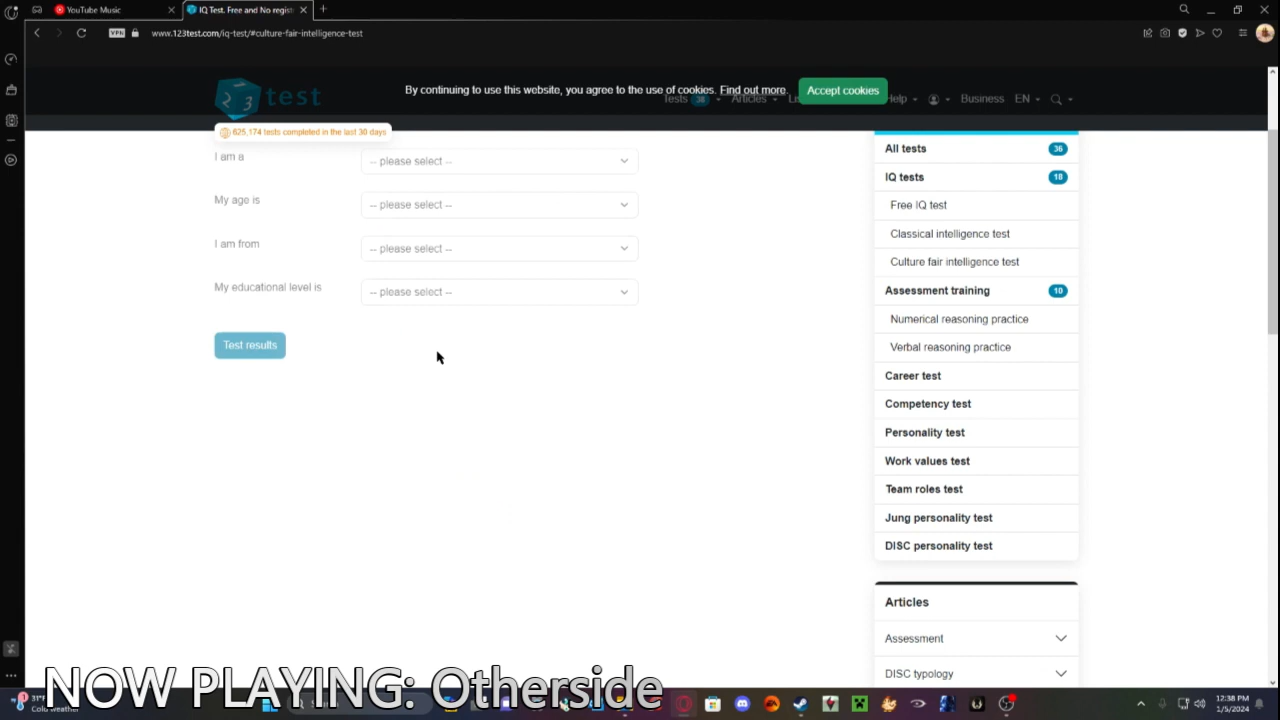 YouTube Music
IQ Test. Free and No regist
VPN
www.123test.com/iq-test/#culture-fair-intelligence-test
123 test
By continuing to use this website, you agree to the use of cookies. Find out more.
Accept cookies
Tests 36
Articles
Help
Business
EN
625,174 tests completed in the last 30 days
I am a
-- please select --
My age is
-- please select --
I am from
-- please select --
My educational level is
-- please select --
Test results
All tests 36
IQ tests 18
Free IQ test
Classical intelligence test
Culture fair intelligence test
Assessment training 10
Numerical reasoning practice
Verbal reasoning practice
Career test
Competency test
Personality test
Work values test
Team roles test
Jung personality test
DISC personality test
Articles
Assessment
DISC typology
NOW PLAYING: Otherside
31°F
Cold weather
12:38 PM
1/5/2024